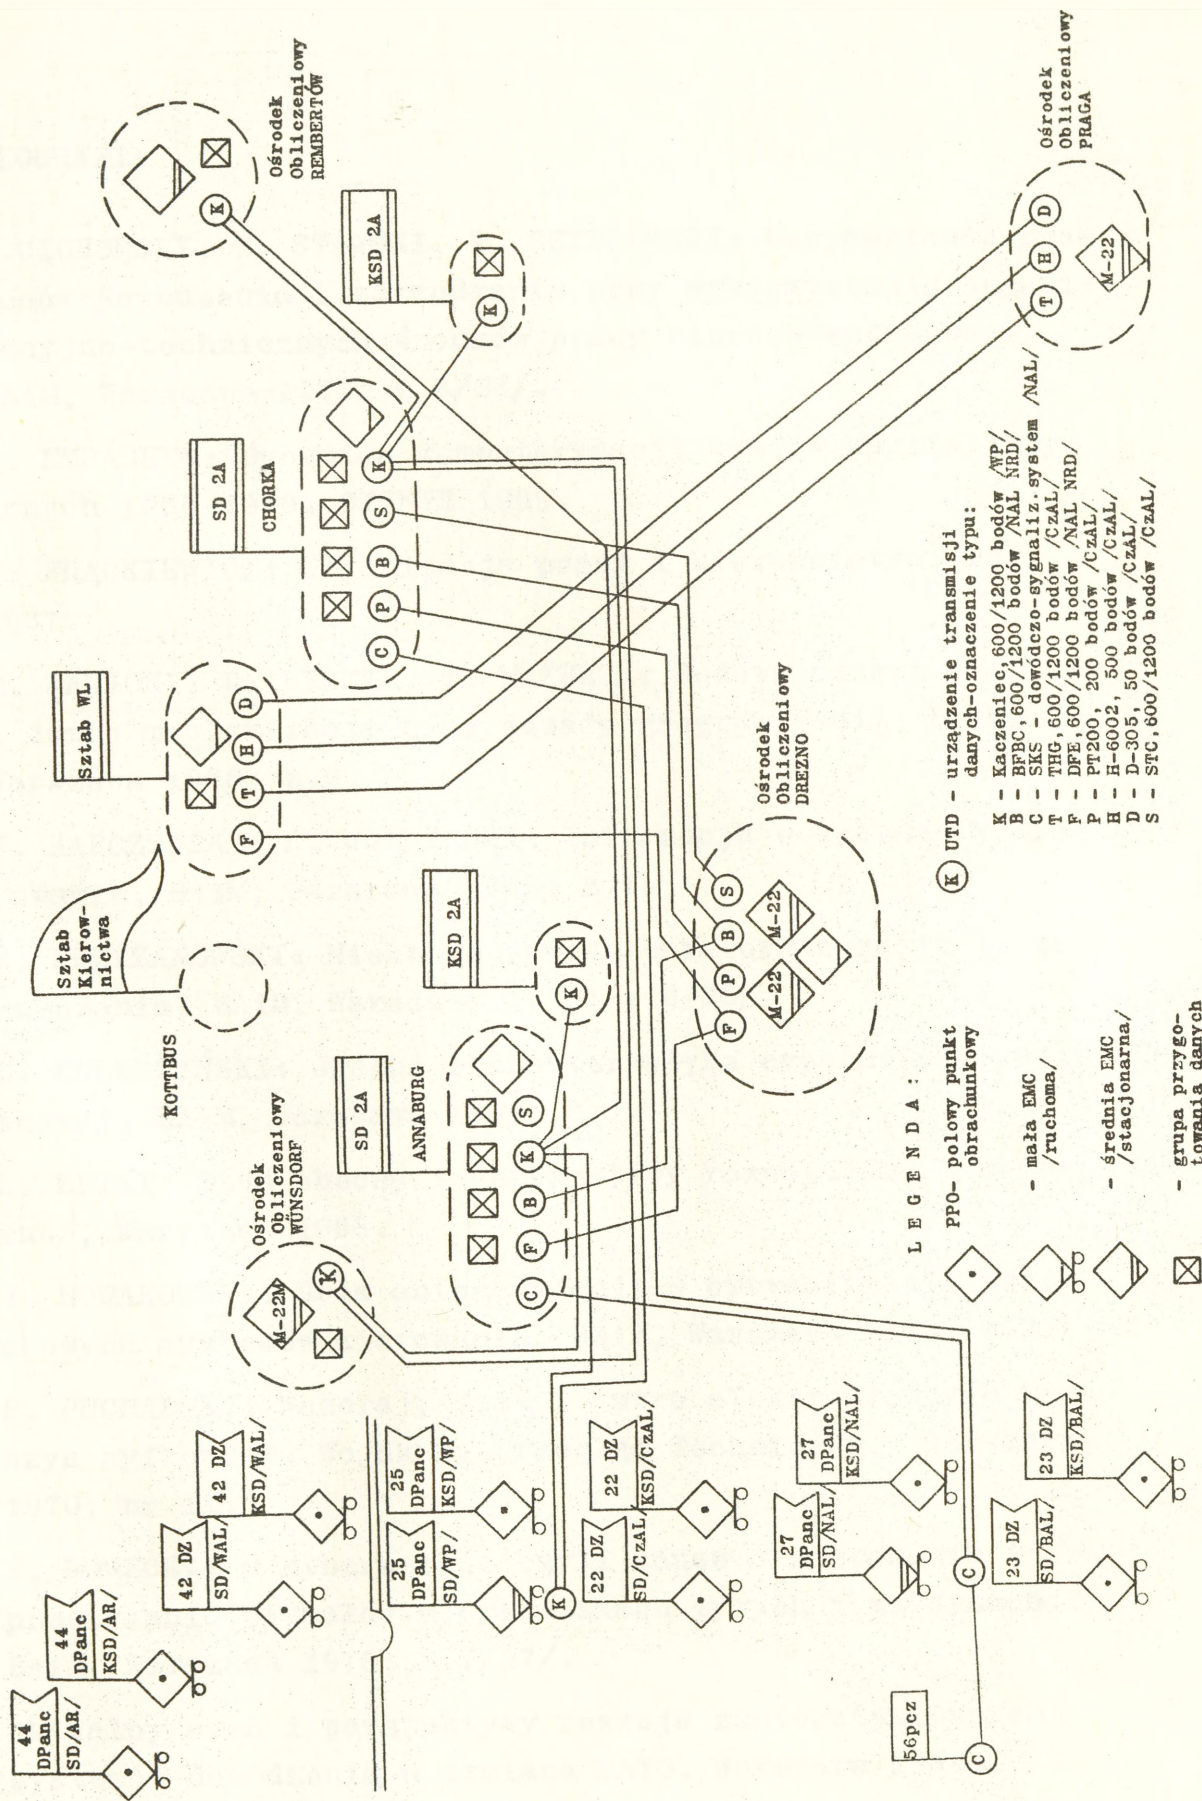 Ośrodek
Obliczeniowy
REMBERTÓW
K
KSD 2A
K
SD 2A
CHORKA
K
S
B
P
C
Sztab WL
D
H
T
F
Sztab
Kierow-
nictwa
KOTTBUS
Ośrodek
Obliczeniowy
PRAGA
D
H
T
M-22
KSD 2A
K
SD 2A
ANNABURG
S
K
B
F
C
Ośrodek
Obliczeniowy
WÜNSDORF
M-22M
K
Ośrodek
Obliczeniowy
DREZNO
S
B
P
F
M-22
M-22
44
DPanc
SD/AR/
44
DPanc
KSD/AR/
42 DZ
SD/WAL/
42 DZ
KSD/WAL/
25
DPanc
SD/WP/
25
DPanc
KSD/WP/
K
22 DZ
SD/CzAL/
22 DZ
KSD/CzAL/
27
DPanc
SD/NAL/
27
DPanc
KSD/NAL/
C
23 DZ
SD/BAL/
23 DZ
KSD/BAL/
56pcz
C
L E G E N D A :
PPO- polowy punkt
obrachunkowy
- mała EMC
/ruchoma/
- średnia EMC
/stacjonarna/
- grupa przygo-
towania danych
K UTD - urządzenie transmisji
danych-oznaczenie typu:
K - Kaczeniec,600/1200 bodów /WP/
B - BFBC,600/1200 bodów /NAL NRD/
C - SKS - dowódczo-sygnaliz.system /NAL/
T - THG,600/1200 bodów /CzAL/
F - DFE,600/1200 bodów /NAL NRD/
P - PT200, 200 bodów /CzAL/
H - H-6002, 500 bodów /CzAL/
D - D-305, 50 bodów /CzAL/
S - STC,600/1200 bodów /CzAL/